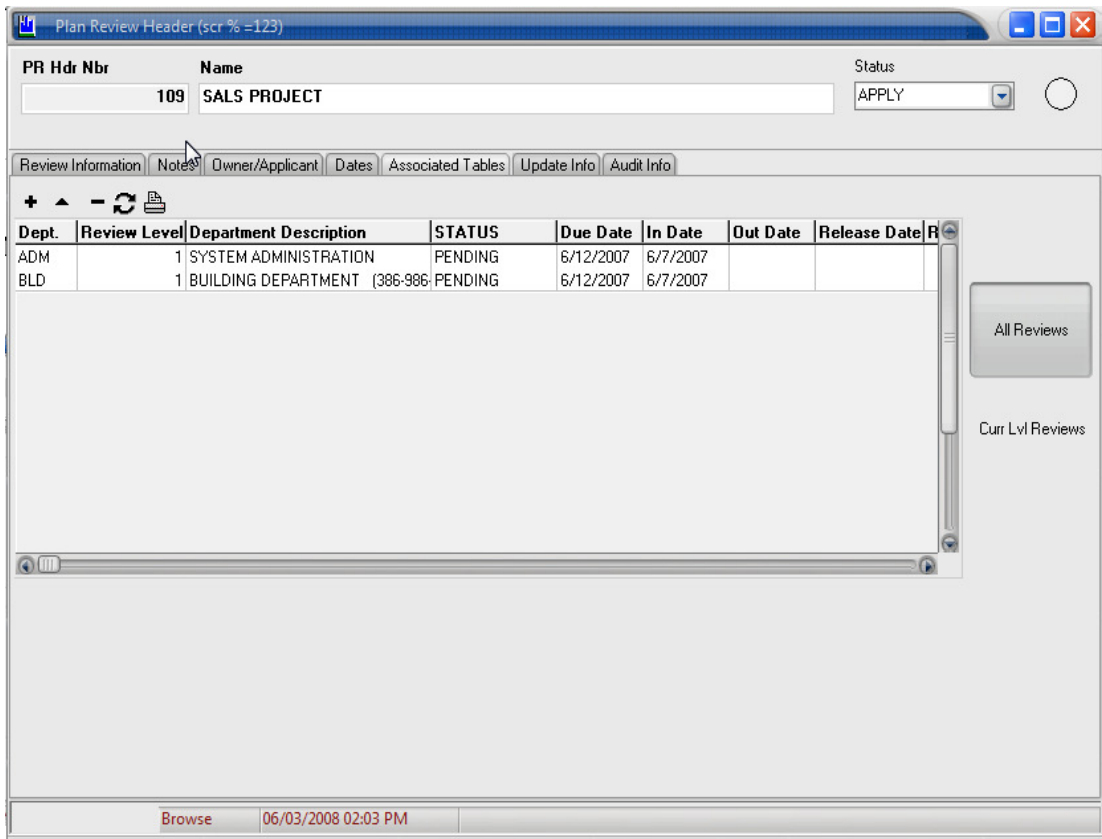 Plan Review Header (scr % =123)
PR Hdr Nbr Name Status
109 SALS PROJECT APPLY
Review Information Notes Owner/Applicant Dates Associated Tables Update Info Audit Info
Dept. Review Level Department Description STATUS Due Date In Date Out Date Release Date R
ADM 1 SYSTEM ADMINISTRATION PENDING 6/12/2007 6/7/2007
BLD 1 BUILDING DEPARTMENT (386-986- PENDING 6/12/2007 6/7/2007
All Reviews
Curr Lvl Reviews
Browse 06/03/2008 02:03 PM